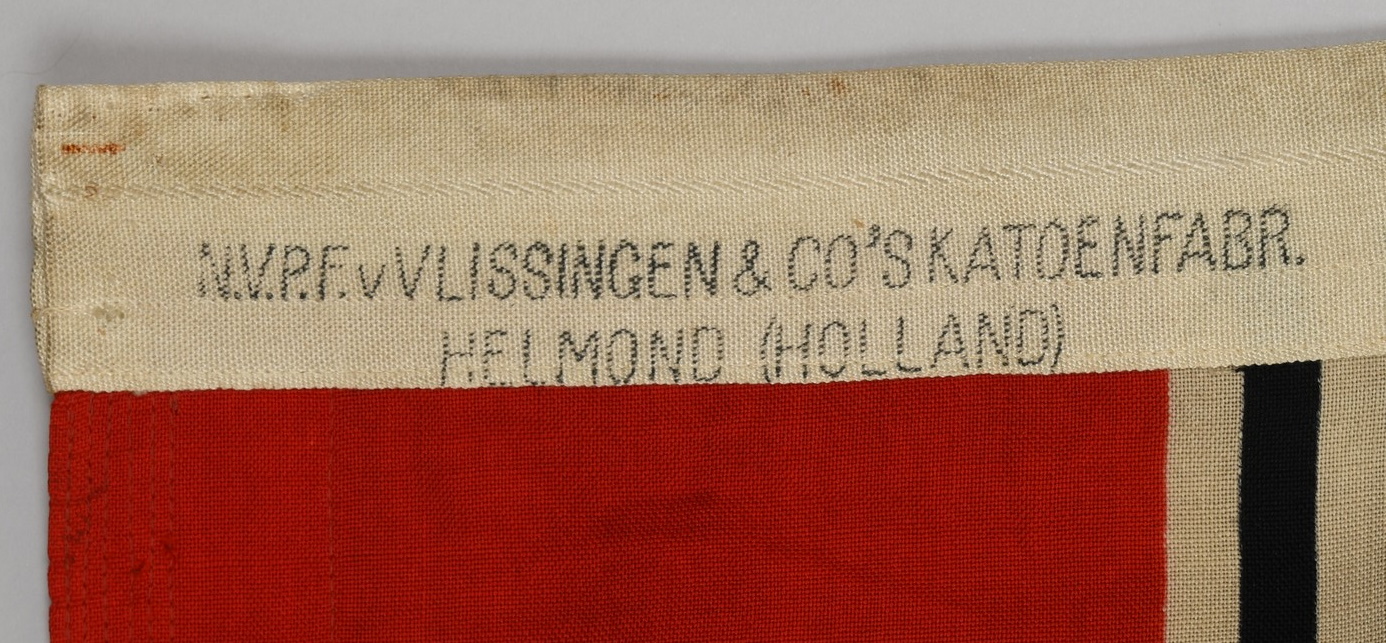 N.V.P.F. v VLISSINGEN & CO'S KATOENFABR.
HELMOND (HOLLAND)